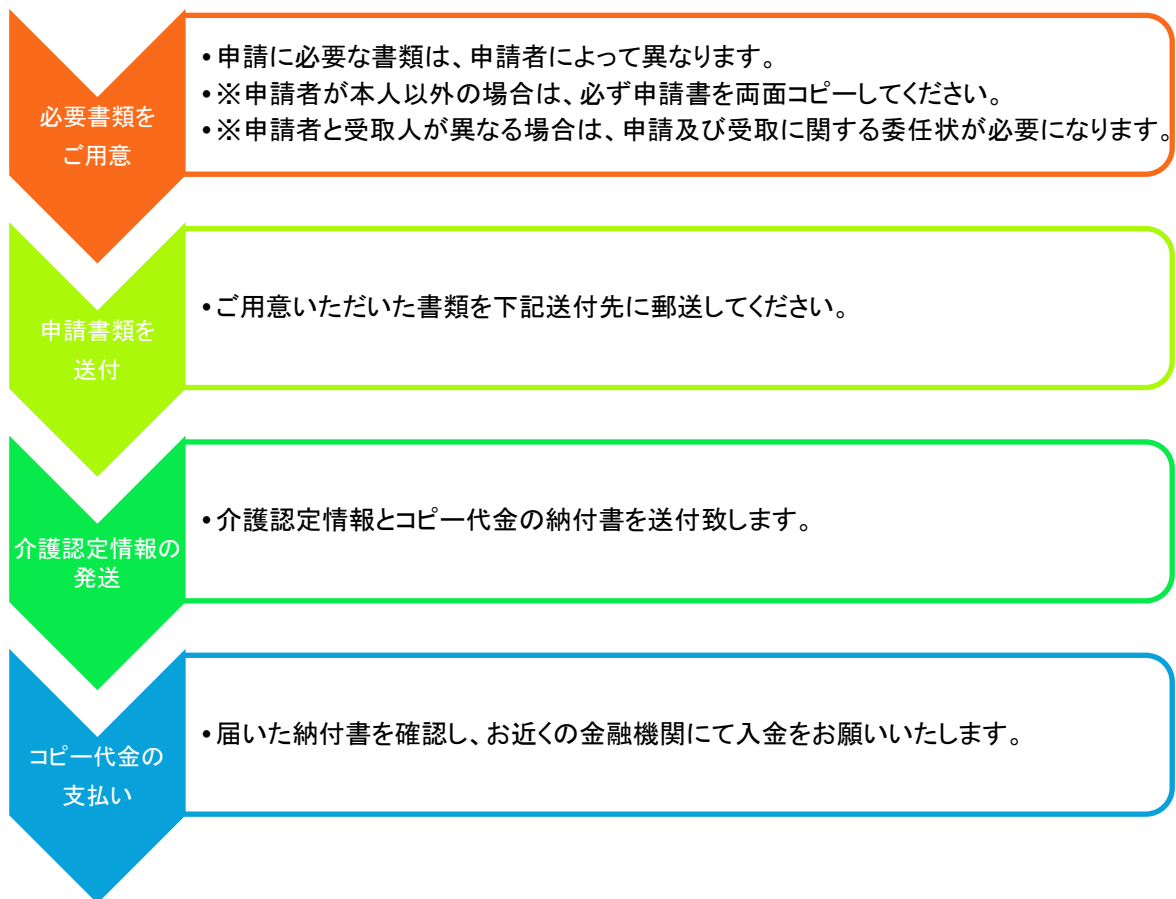 必要書類を
ご用意
•申請に必要な書類は、申請者によって異なります。
•※申請者が本人以外の場合は、必ず申請書を両面コピーしてください。
•※申請者と受取人が異なる場合は、申請及び受取に関する委任状が必要になります。
申請書類を
送付
•ご用意いただいた書類を下記送付先に郵送してください。
介護認定情報の
発送
•介護認定情報とコピー代金の納付書を送付致します。
コピー代金の
支払い
•届いた納付書を確認し、お近くの金融機関にて入金をお願いいたします。